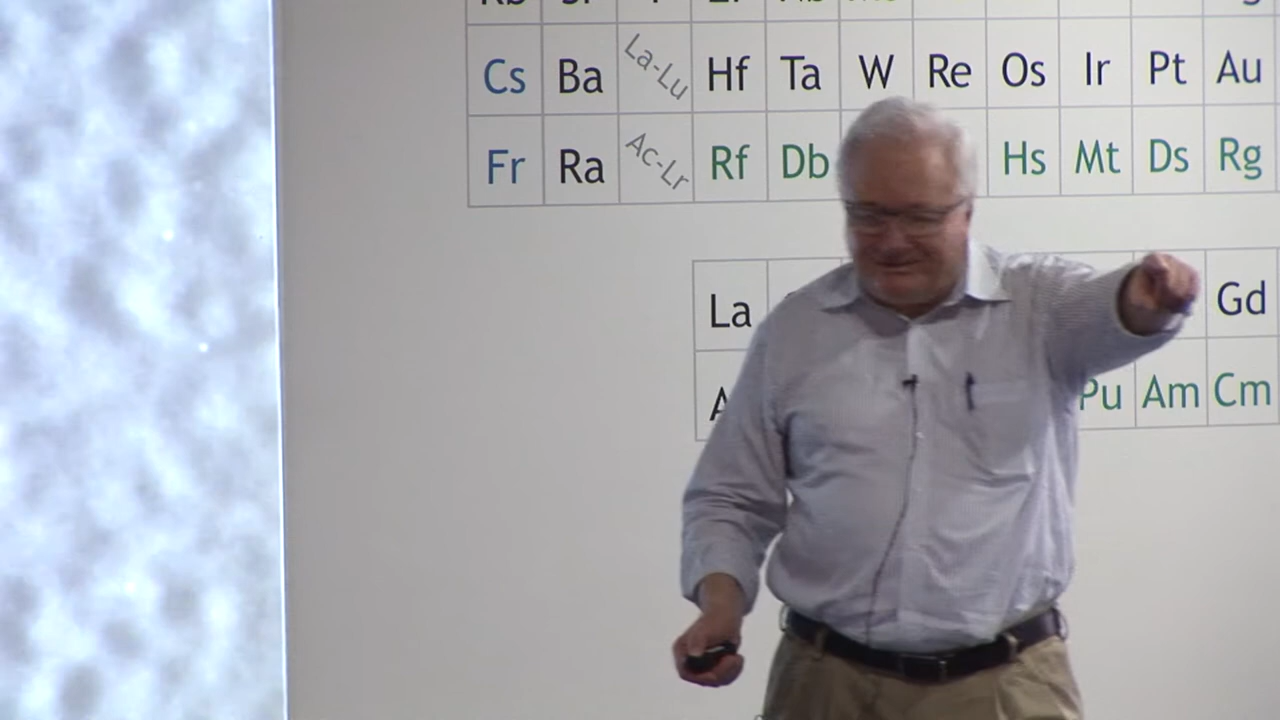 Cs Ba La-Lu Hf Ta W Re Os Ir Pt Au
Fr Ra Ac-Lr Rf Db Hs Mt Ds Rg
La Gd
Pu Am Cm